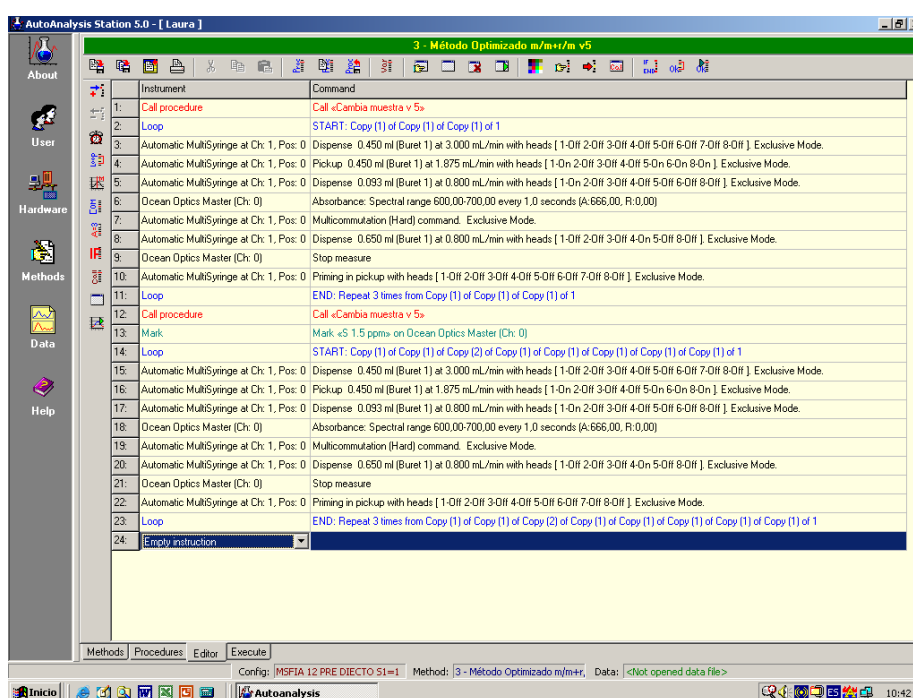 AutoAnalysis Station 5.0 - [ Laura ]
3 - Método Optimizado m/m+r/m v5
About
User
Hardware
Methods
Data
Help
Instrument Command
1: Call procedure Call «Cambia muestra v 5»
2: Loop START: Copy (1) of Copy (1) of Copy (1) of 1
3: Automatic MultiSyringe at Ch: 1, Pos: 0 Dispense 0.450 ml (Buret 1) at 3.000 mL/min with heads [ 1-Off 2-Off 3-Off 4-Off 5-Off 6-Off 7-Off 8-Off ]. Exclusive Mode.
4: Automatic MultiSyringe at Ch: 1, Pos: 0 Pickup 0.450 ml (Buret 1) at 1.875 mL/min with heads [ 1-On 2-Off 3-Off 4-Off 5-On 6-On 8-On ]. Exclusive Mode.
5: Automatic MultiSyringe at Ch: 1, Pos: 0 Dispense 0.093 ml (Buret 1) at 0.800 mL/min with heads [ 1-On 2-Off 3-Off 4-Off 5-Off 6-Off 8-Off ]. Exclusive Mode.
6: Ocean Optics Master (Ch: 0) Absorbance: Spectral range 600,00-700,00 every 1,0 seconds (A:666,00, R:0,00)
7: Automatic MultiSyringe at Ch: 1, Pos: 0 Multicommutation (Hard) command. Exclusive Mode.
8: Automatic MultiSyringe at Ch: 1, Pos: 0 Dispense 0.650 ml (Buret 1) at 0.800 mL/min with heads [ 1-Off 2-Off 3-Off 4-On 5-Off 8-Off ]. Exclusive Mode.
9: Ocean Optics Master (Ch: 0) Stop measure
10: Automatic MultiSyringe at Ch: 1, Pos: 0 Priming in pickup with heads [ 1-Off 2-Off 3-Off 4-Off 5-Off 6-Off 7-Off 8-Off ]. Exclusive Mode.
11: Loop END: Repeat 3 times from Copy (1) of Copy (1) of Copy (1) of 1
12: Call procedure Call «Cambia muestra v 5»
13: Mark Mark «S 1.5 ppm» on Ocean Optics Master (Ch: 0)
14: Loop START: Copy (1) of Copy (1) of Copy (2) of Copy (1) of Copy (1) of Copy (1) of Copy (1) of Copy (1) of 1
15: Automatic MultiSyringe at Ch: 1, Pos: 0 Dispense 0.450 ml (Buret 1) at 3.000 mL/min with heads [ 1-Off 2-Off 3-Off 4-Off 5-Off 6-Off 7-Off 8-Off ]. Exclusive Mode.
16: Automatic MultiSyringe at Ch: 1, Pos: 0 Pickup 0.450 ml (Buret 1) at 1.875 mL/min with heads [ 1-On 2-Off 3-Off 4-Off 5-On 6-On 8-On ]. Exclusive Mode.
17: Automatic MultiSyringe at Ch: 1, Pos: 0 Dispense 0.093 ml (Buret 1) at 0.800 mL/min with heads [ 1-On 2-Off 3-Off 4-Off 5-Off 6-Off 8-Off ]. Exclusive Mode.
18: Ocean Optics Master (Ch: 0) Absorbance: Spectral range 600,00-700,00 every 1,0 seconds (A:666,00, R:0,00)
19: Automatic MultiSyringe at Ch: 1, Pos: 0 Multicommutation (Hard) command. Exclusive Mode.
20: Automatic MultiSyringe at Ch: 1, Pos: 0 Dispense 0.650 ml (Buret 1) at 0.800 mL/min with heads [ 1-Off 2-Off 3-Off 4-On 5-Off 8-Off ]. Exclusive Mode.
21: Ocean Optics Master (Ch: 0) Stop measure
22: Automatic MultiSyringe at Ch: 1, Pos: 0 Priming in pickup with heads [ 1-Off 2-Off 3-Off 4-Off 5-Off 6-Off 7-Off 8-Off ]. Exclusive Mode.
23: Loop END: Repeat 3 times from Copy (1) of Copy (1) of Copy (2) of Copy (1) of Copy (1) of Copy (1) of Copy (1) of Copy (1) of 1
24: Empty instruction
Methods Procedures Editor Execute
Config: MSFIA 12 PRE DIECTO S1=1 Method: 3 - Método Optimizado m/m+r, Data: <Not opened data file>
Inicio Autoanalysis ES 10:42